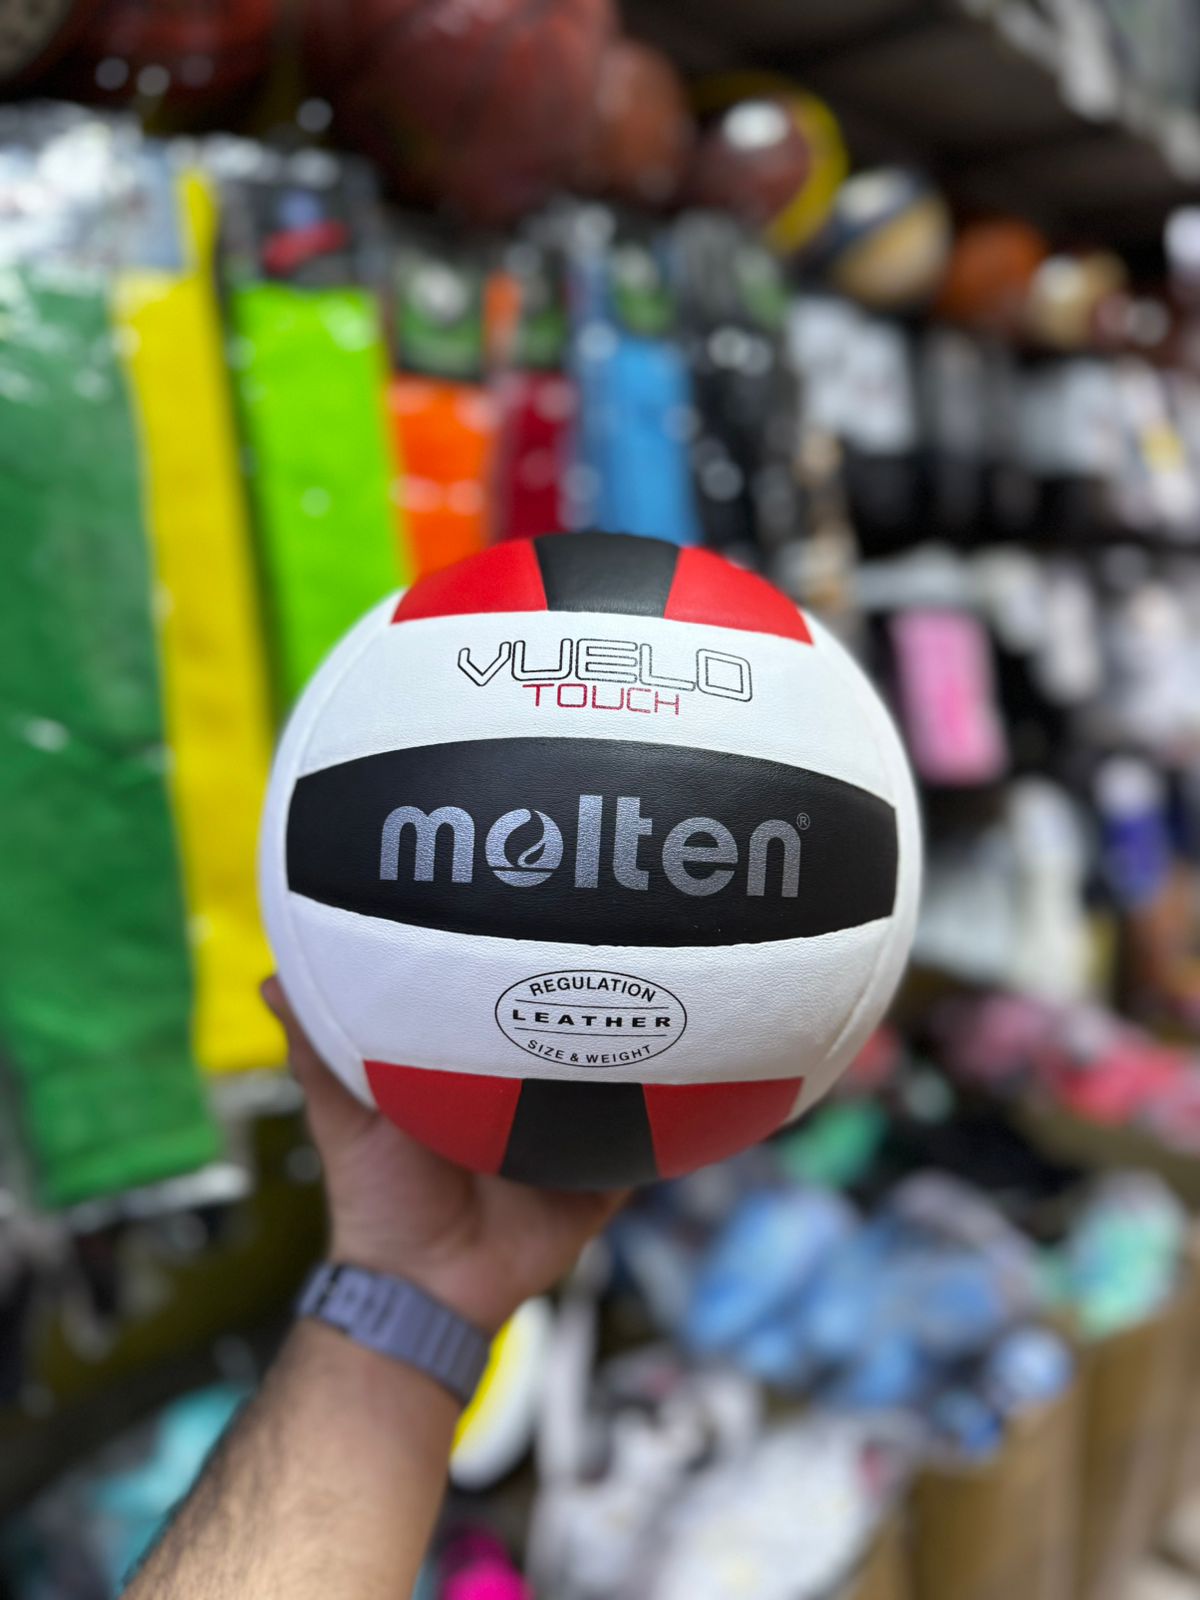 VUELO
TOUCH
molten®
REGULATION
LEATHER
SIZE & WEIGHT